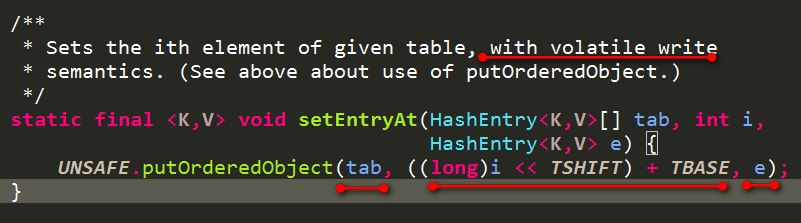 /**
 * Sets the ith element of given table, with volatile write
 * semantics. (See above about use of putOrderedObject.)
 */
static final <K,V> void setEntryAt(HashEntry<K,V>[] tab, int i,
                                   HashEntry<K,V> e) {
    UNSAFE.putOrderedObject(tab, ((long)i << TSHIFT) + TBASE, e);
}